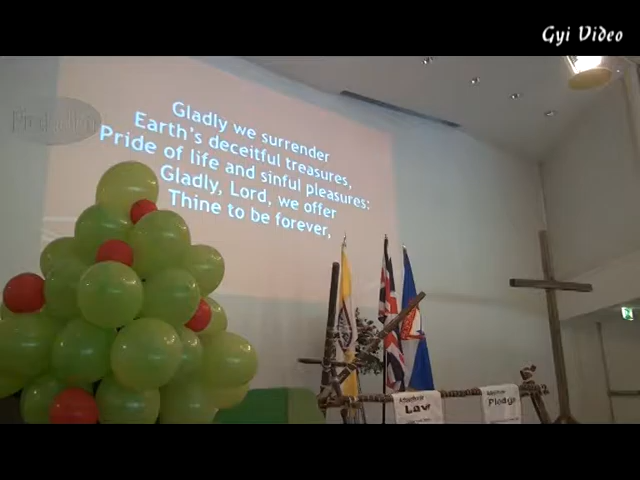 Gyi Video
Gladly we surrender
Earth's deceitful treasures,
Pride of life and sinful pleasures:
Gladly, Lord, we offer
Thine to be forever,
Law
Pledge